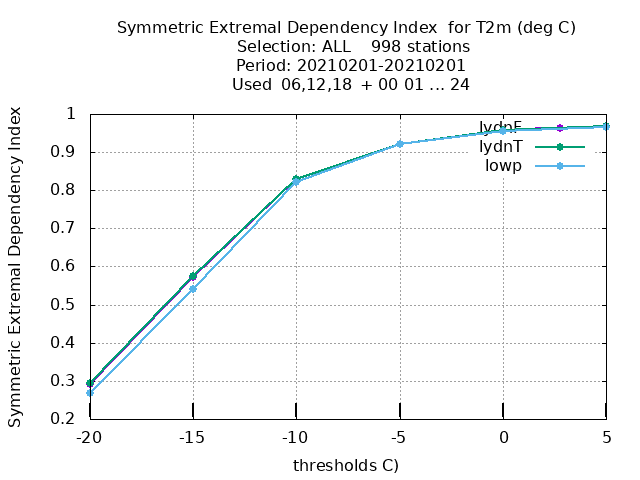 Symmetric Extremal Dependency Index for T2m (deg C)
Selection: ALL 998 stations
Period: 20210201-20210201
Used 06,12,18 + 00 01 ... 24
Symmetric Extremal Dependency Index
1
0.9
0.8
0.7
0.6
0.5
0.4
0.3
0.2
lydnF
lydnT
lowp
-20 -15 -10 -5 0 5
thresholds C)